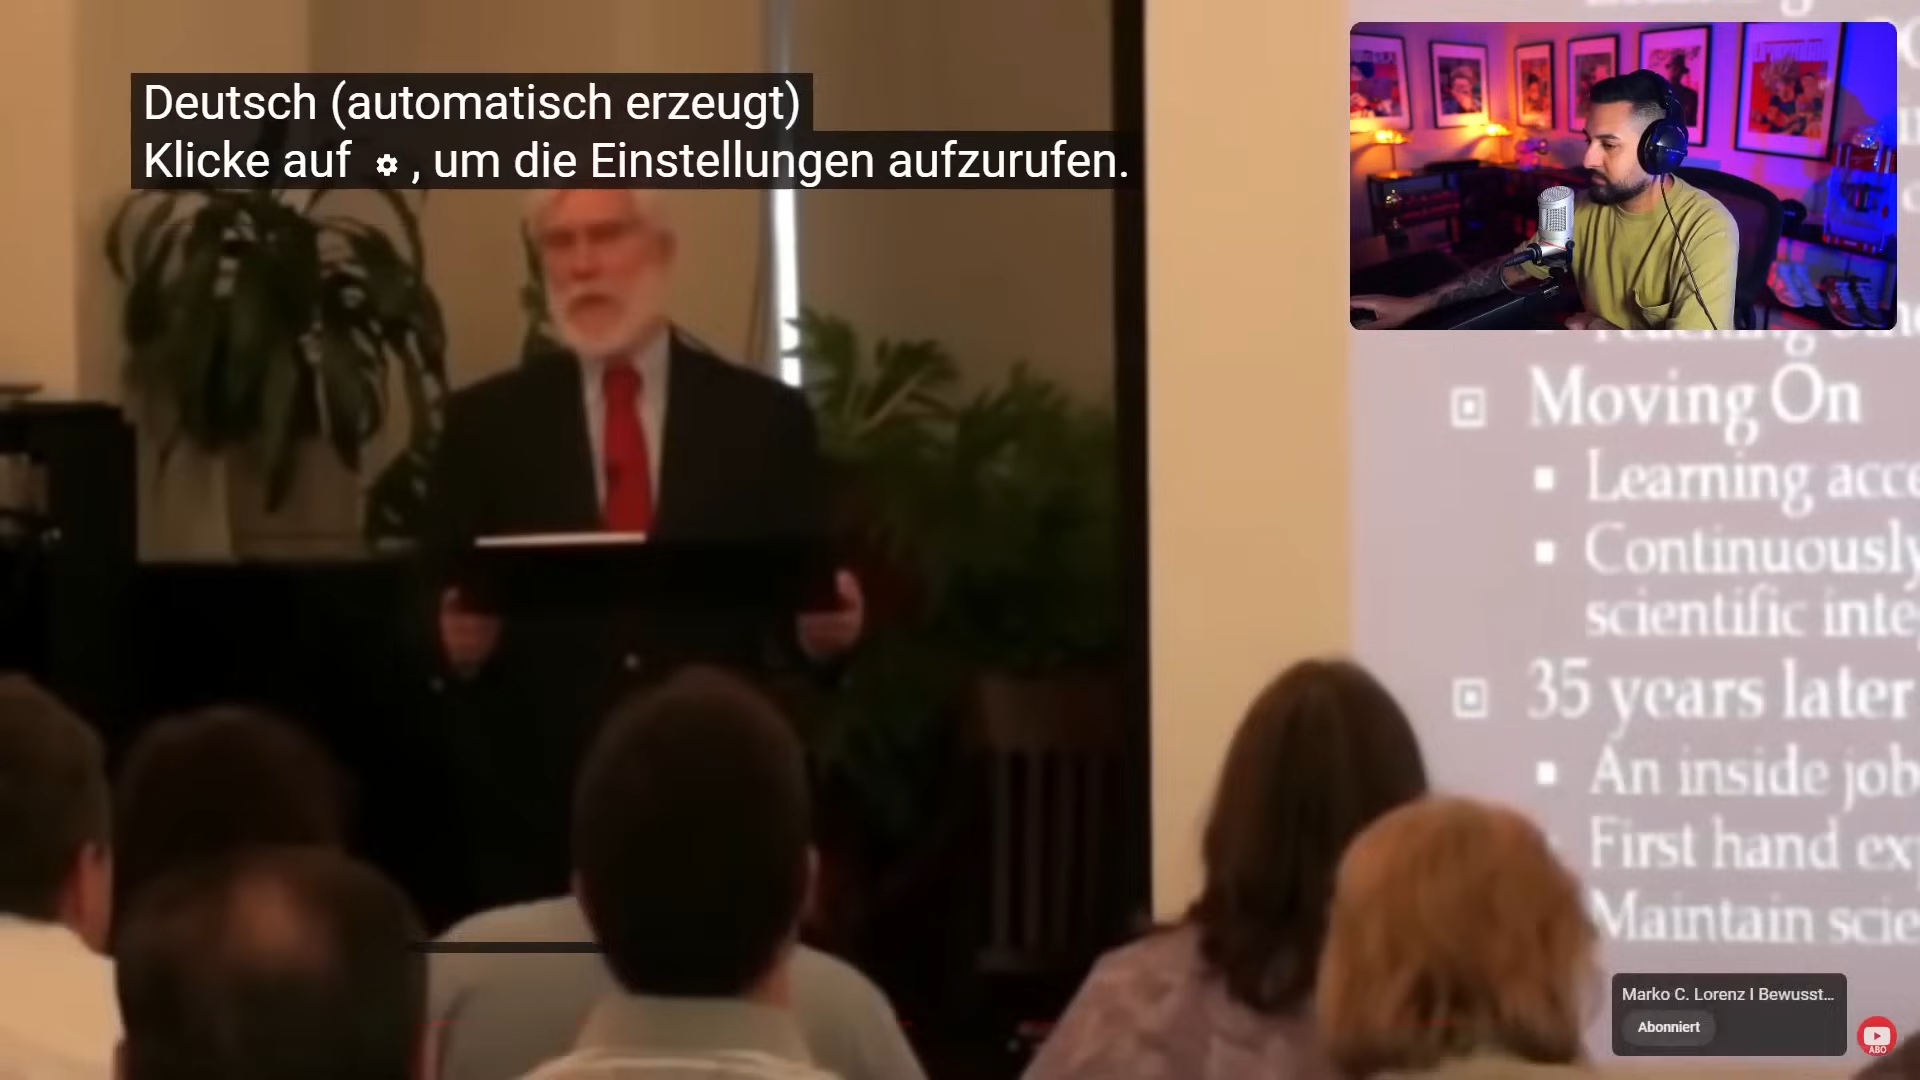 Deutsch (automatisch erzeugt)
Klicke auf , um die Einstellungen aufzurufen.
Moving On
Learning
Continuously
scientific
35 years later
An inside job
First hand
Maintain
Marko C. Lorenz I Bewusst...
Abonniert
ABO